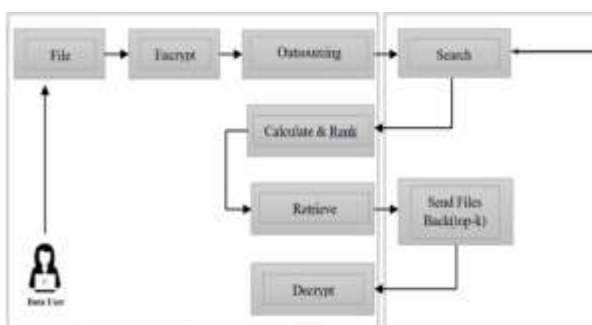 File
Encrypt
Outsourcing
Search
Calculate & Rank
Retrieve
Send Files
Back(top-k)
Decrypt
Data User